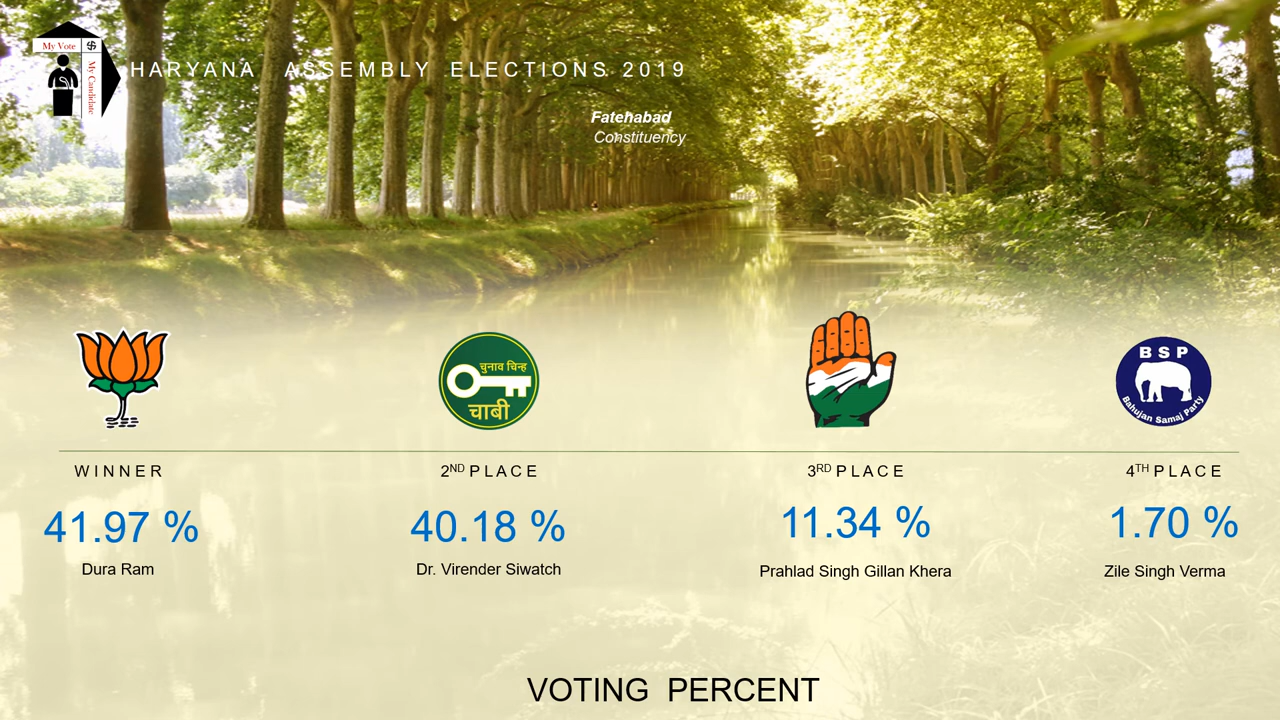 My Vote
My Candidate
HARYANA ASSEMBLY ELECTIONS 2019
Fatehabad
Constituency
चुनाव चिन्ह
चाबी
BSP
Bahujan Samaj Party
WINNER
2ND PLACE
3RD PLACE
4TH PLACE
41.97 %
40.18 %
11.34 %
1.70 %
Dura Ram
Dr. Virender Siwatch
Prahlad Singh Gillan Khera
Zile Singh Verma
VOTING PERCENT